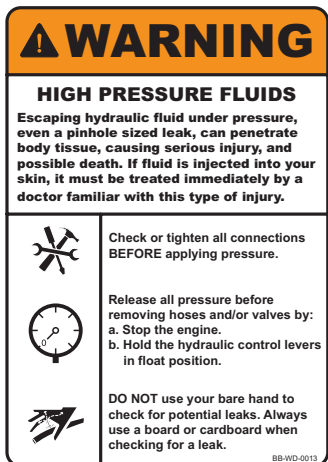 WARNING
HIGH PRESSURE FLUIDS
Escaping hydraulic fluid under pressure,
even a pinhole sized leak, can penetrate
body tissue, causing serious injury, and
possible death. If fluid is injected into your
skin, it must be treated immediately by a
doctor familiar with this type of injury.
Check or tighten all connections
BEFORE applying pressure.
0
Release all pressure before
removing hoses and/or valves by:
a. Stop the engine.
b. Hold the hydraulic control levers
in float position.
DO NOT use your bare hand to
check for potential leaks. Always
use a board or cardboard when
checking for a leak.
BB-WD-0013